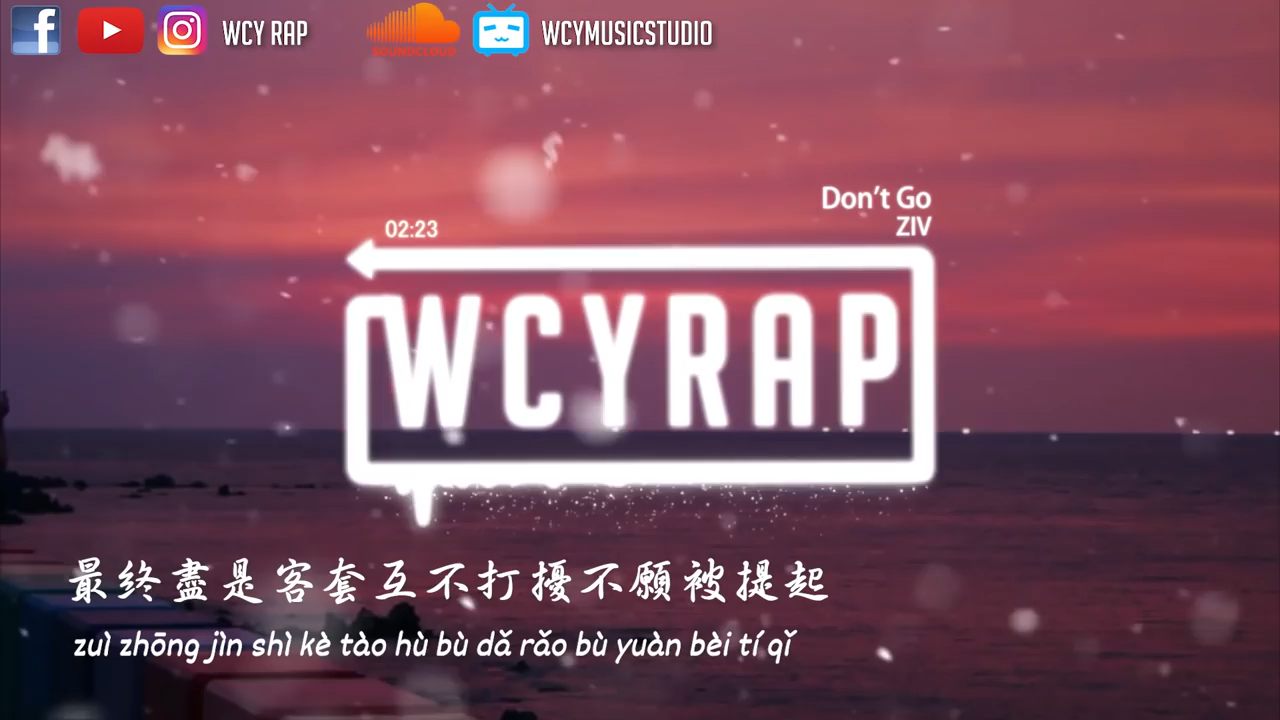 WCY RAP
SOUNDCLOUD
WCYMUSICSTUDIO
Don't Go
ZIV
02:23
WCYRAP
最终盡是客套互不打擾不願被提起
zuì zhōng jìn shì kè tào hù bù dǎ rǎo bù yuàn bèi tí qǐ